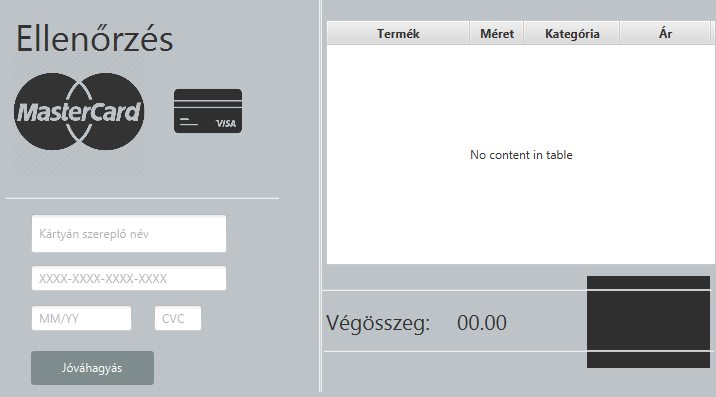 Ellenőrzés
MasterCard
VISA
Kártyán szereplő név
XXXX-XXXX-XXXX-XXXX
MM/YY CVC
Jóváhagyás
Termék Méret Kategória Ár
No content in table
Végösszeg: 00.00